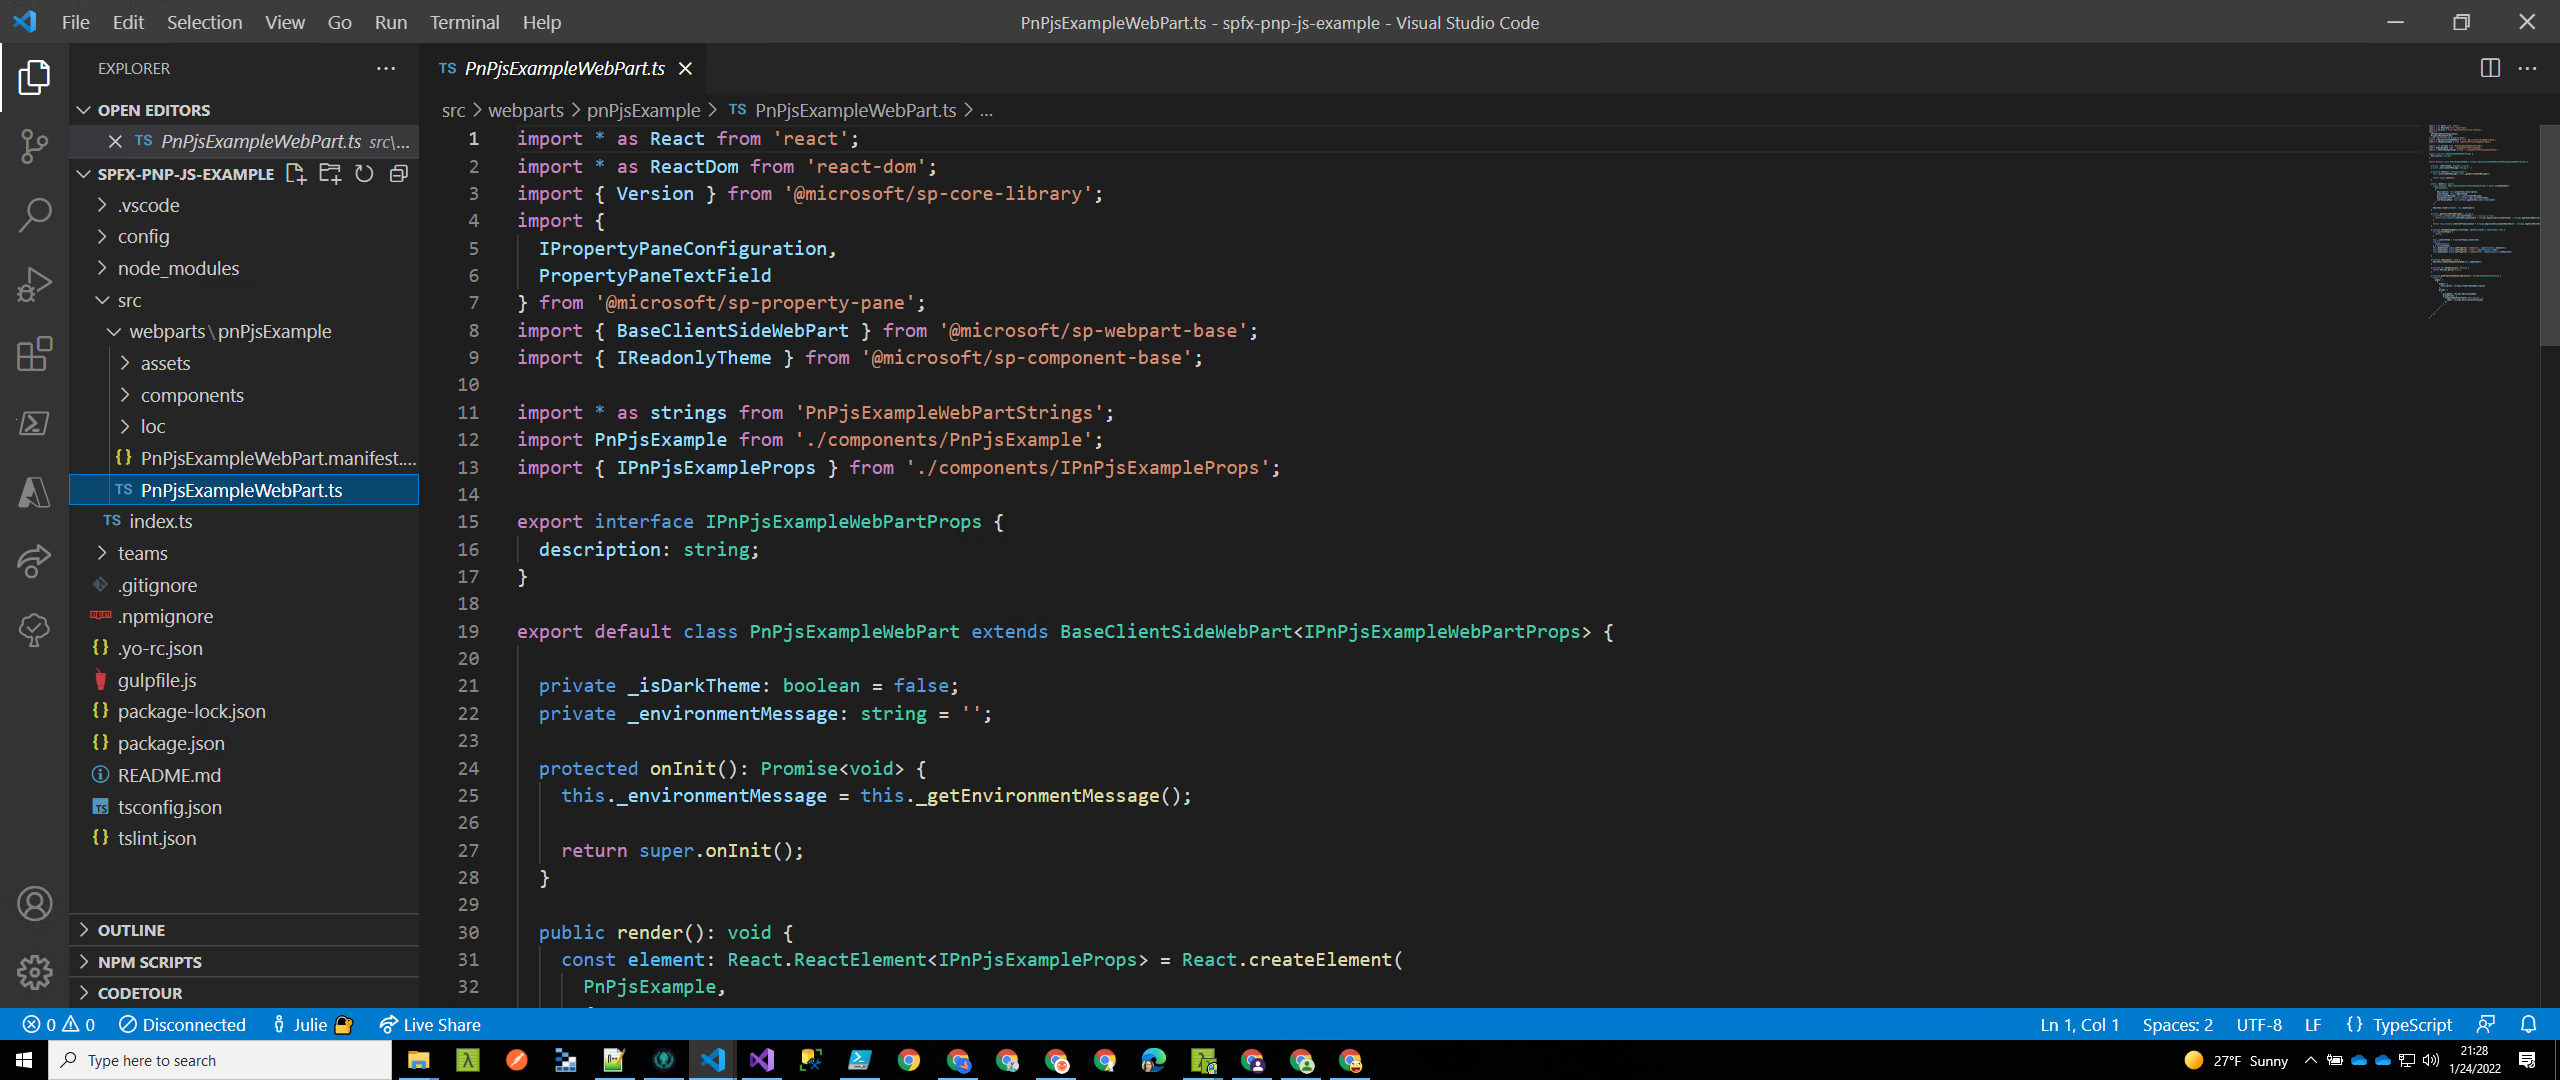 File Edit Selection View Go Run Terminal Help
PnPjsExampleWebPart.ts - spfx-pnp-js-example - Visual Studio Code
EXPLORER
OPEN EDITORS
TS PnPjsExampleWebPart.ts src\...
SPFX-PNP-JS-EXAMPLE
.vscode
config
node_modules
src
webparts\pnPjsExample
assets
components
loc
{} PnPjsExampleWebPart.manifest....
TS PnPjsExampleWebPart.ts
TS index.ts
teams
.gitignore
.npmignore
{} .yo-rc.json
gulpfile.js
{} package-lock.json
{} package.json
README.md
TS tsconfig.json
{} tslint.json
OUTLINE
NPM SCRIPTS
CODETOUR
TS PnPjsExampleWebPart.ts
src > webparts > pnPjsExample > TS PnPjsExampleWebPart.ts > ...
1 import * as React from 'react';
2 import * as ReactDom from 'react-dom';
3 import { Version } from '@microsoft/sp-core-library';
4 import {
5 IPropertyPaneConfiguration,
6 PropertyPaneTextField
7 } from '@microsoft/sp-property-pane';
8 import { BaseClientSideWebPart } from '@microsoft/sp-webpart-base';
9 import { IReadonlyTheme } from '@microsoft/sp-component-base';
10
11 import * as strings from 'PnPjsExampleWebPartStrings';
12 import PnPjsExample from './components/PnPjsExample';
13 import { IPnPjsExampleProps } from './components/IPnPjsExampleProps';
14
15 export interface IPnPjsExampleWebPartProps {
16 description: string;
17 }
18
19 export default class PnPjsExampleWebPart extends BaseClientSideWebPart<IPnPjsExampleWebPartProps> {
20
21 private _isDarkTheme: boolean = false;
22 private _environmentMessage: string = '';
23
24 protected onInit(): Promise<void> {
25 this._environmentMessage = this._getEnvironmentMessage();
26
27 return super.onInit();
28 }
29
30 public render(): void {
31 const element: React.ReactElement<IPnPjsExampleProps> = React.createElement(
32 PnPjsExample,
0 0 Disconnected Julie Live Share
Ln 1, Col 1 Spaces: 2 UTF-8 LF {} TypeScript
Type here to search
27°F Sunny
21:28
1/24/2022